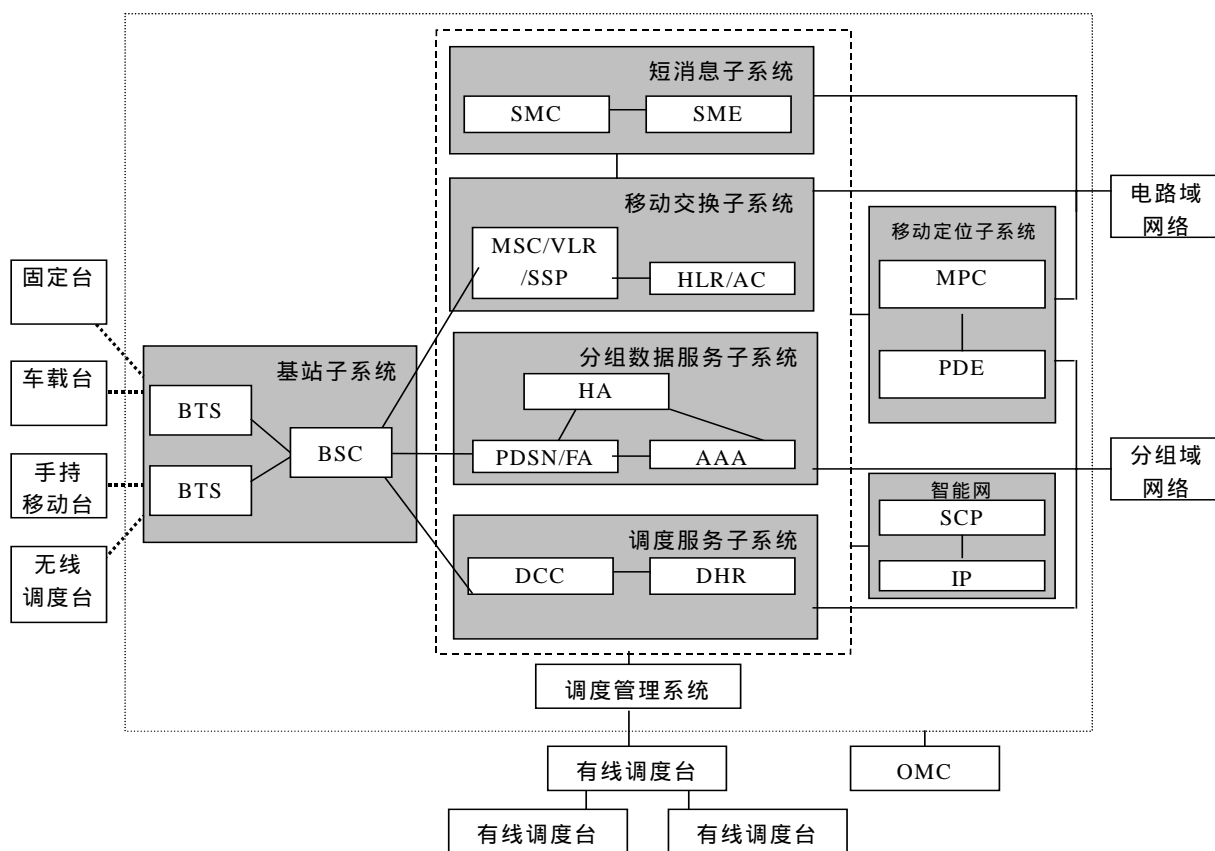 短消息子系统
SMC
SME
移动交换子系统
MSC/VLR
/SSP
HLR/AC
电路域
网络
移动定位子系统
MPC
PDE
固定台
车载台
手持
移动台
无线
调度台
基站子系统
BTS
BTS
BSC
分组数据服务子系统
HA
PDSN/FA
AAA
分组域
网络
智能网
SCP
IP
调度服务子系统
DCC
DHR
调度管理系统
有线调度台
OMC
有线调度台
有线调度台